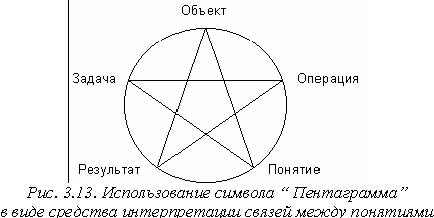 Объект
Задача Операция
Результат Понятие
Рис. 3.13. Использование символа “ Пентаграмма”
в виде средства интерпретации связей между понятиями